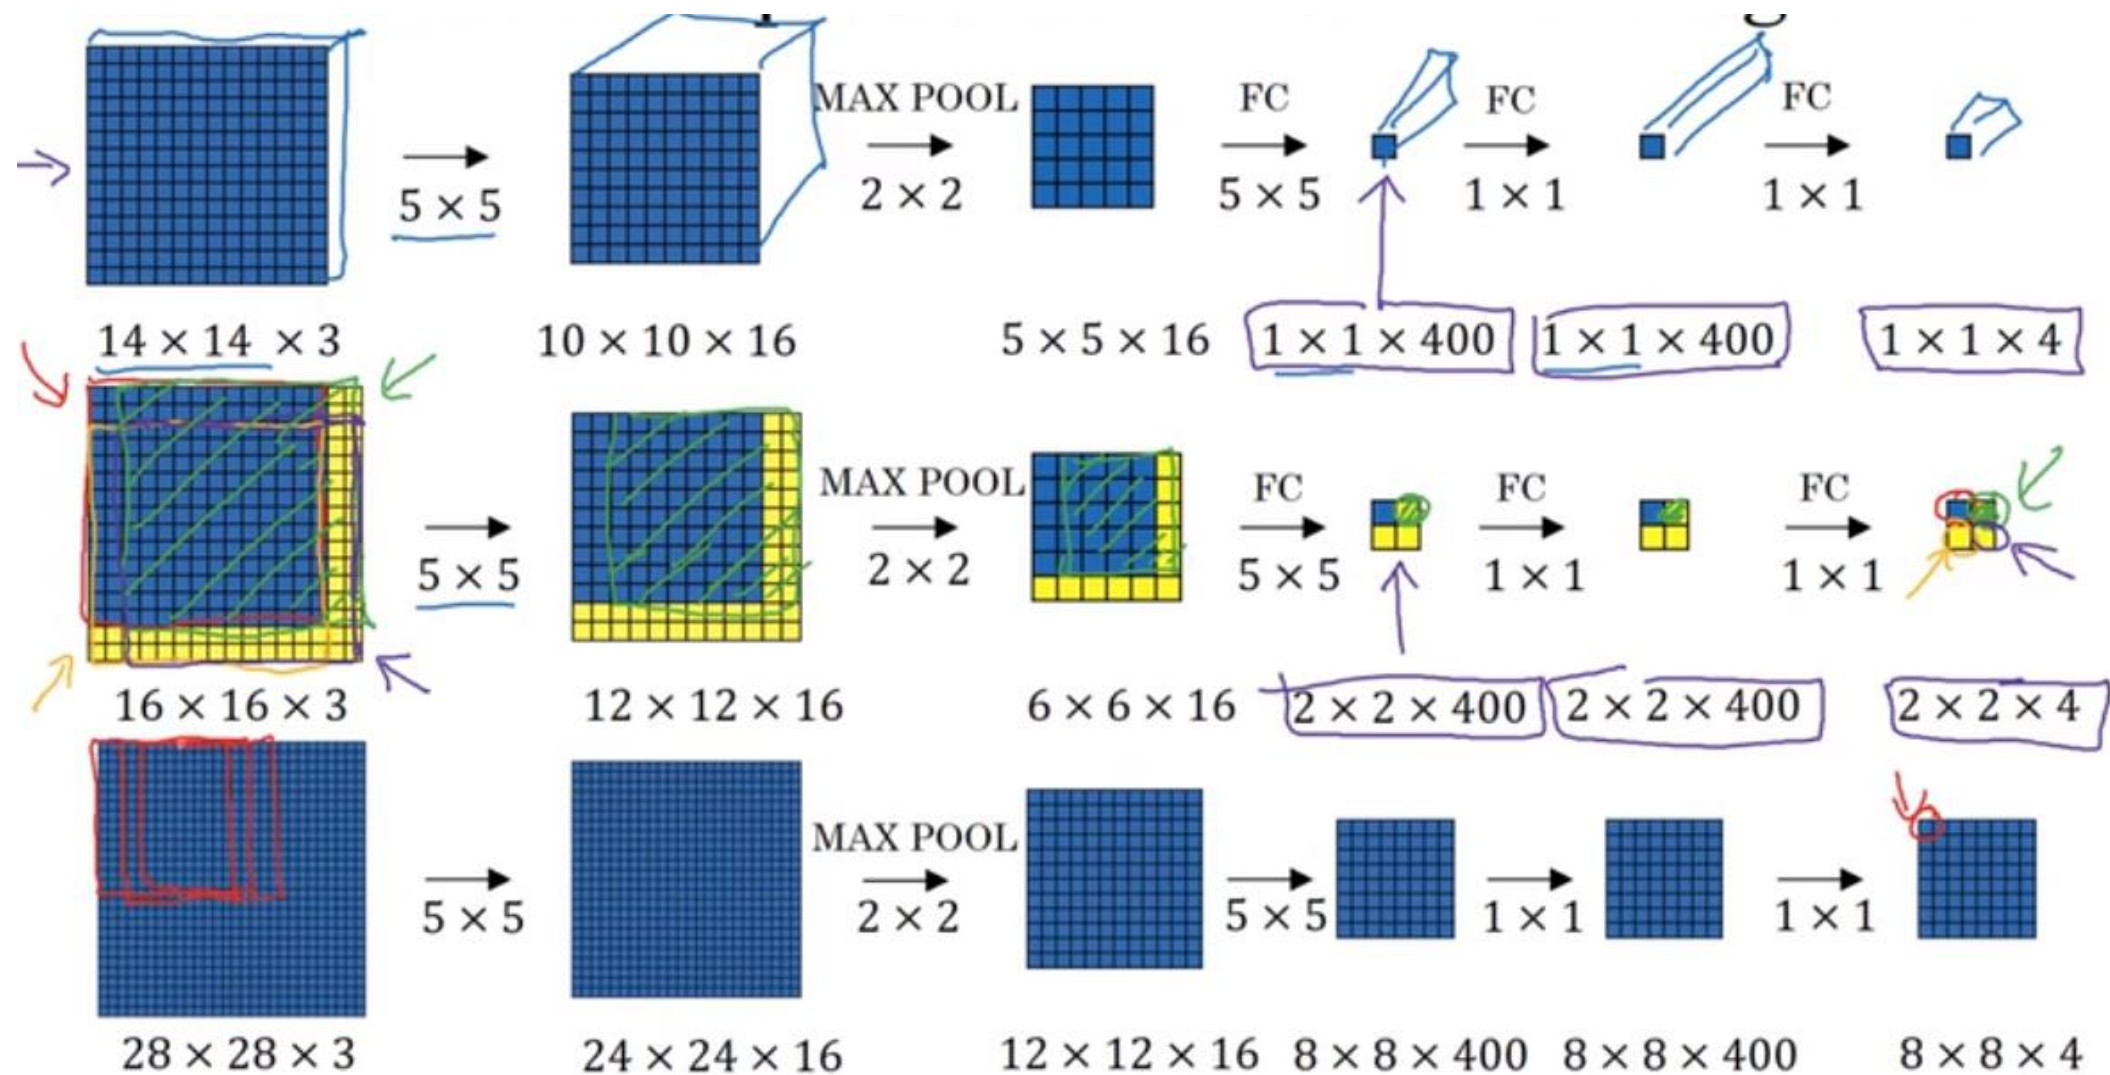 MAX POOL FC FC FC
5 × 5 2 × 2 5 × 5 1 × 1 1 × 1
14 × 14 × 3 10 × 10 × 16 5 × 5 × 16 1 × 1 × 400 1 × 1 × 400 1 × 1 × 4
MAX POOL FC FC FC
5 × 5 2 × 2 5 × 5 1 × 1 1 × 1
16 × 16 × 3 12 × 12 × 16 6 × 6 × 16 2 × 2 × 400 2 × 2 × 400 2 × 2 × 4
MAX POOL
5 × 5 2 × 2 5 × 5 1 × 1 1 × 1
28 × 28 × 3 24 × 24 × 16 12 × 12 × 16 8 × 8 × 400 8 × 8 × 400 8 × 8 × 4